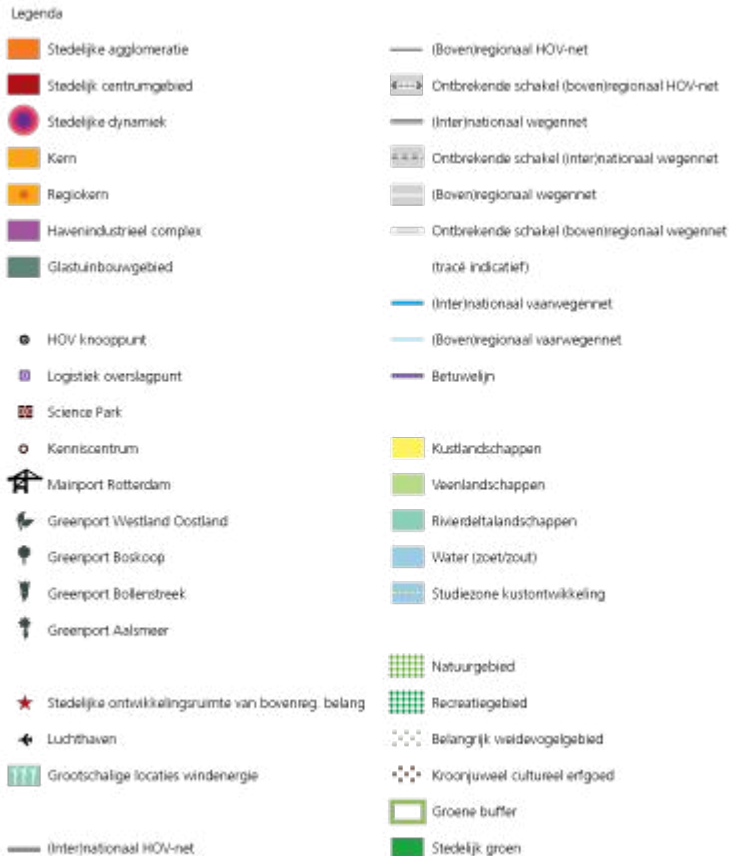 Legenda
Stedelijke agglomeratie
Stedelijk centrumgebied
Stedelijke dynamiek
Kern
Regiokern
Havenindustrieel complex
Glastuinbouwgebied
HOV knooppunt
Logistiek overslagpunt
Science Park
Kenniscentrum
Mainport Rotterdam
Greenport Westland Oostland
Greenport Boskoop
Greenport Bollenstreek
Greenport Aalsmeer
Stedelijke ontwikkelingsruimte van bovenreg. belang
Luchthaven
Grootschalige locaties windenergie
(Inter)nationaal HOV-net
(Boven)regionaal HOV-net
Ontbrekende schakel (boven)regionaal HOV-net
(Inter)nationaal wegennet
Ontbrekende schakel (inter)nationaal wegennet
(Boven)regionaal wegennet
Ontbrekende schakel (boven)regionaal wegennet
(tracé indicatief)
(Inter)nationaal vaarwegennet
(Boven)regionaal vaarwegennet
Betuwelijn
Kustlandschappen
Veenlandschappen
Rivierdeltalandschappen
Water (zoet/zout)
Studiezone kustontwikkeling
Natuurgebied
Recreatiegebied
Belangrijk weidevogelgebied
Kroonjuweel cultureel erfgoed
Groene buffer
Stedelijk groen